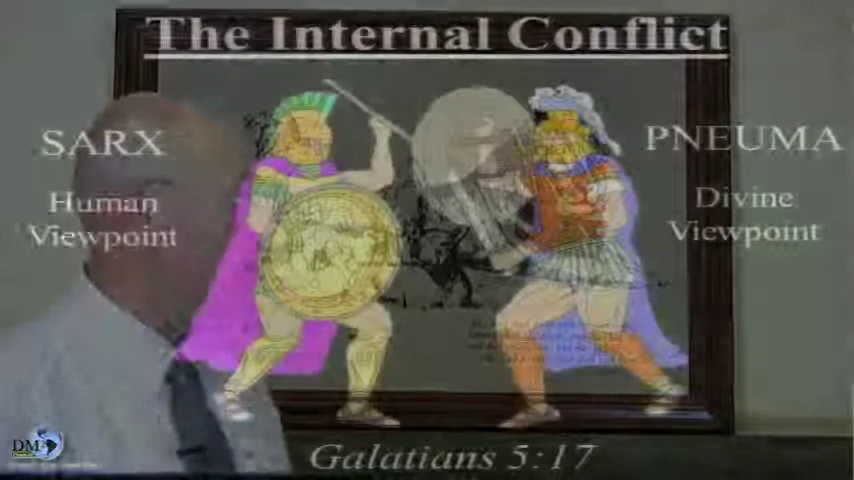 The Internal Conflict
SARX
PNEUMA
Human
Viewpoint
Divine
Viewpoint
Galatians 5:17
DM